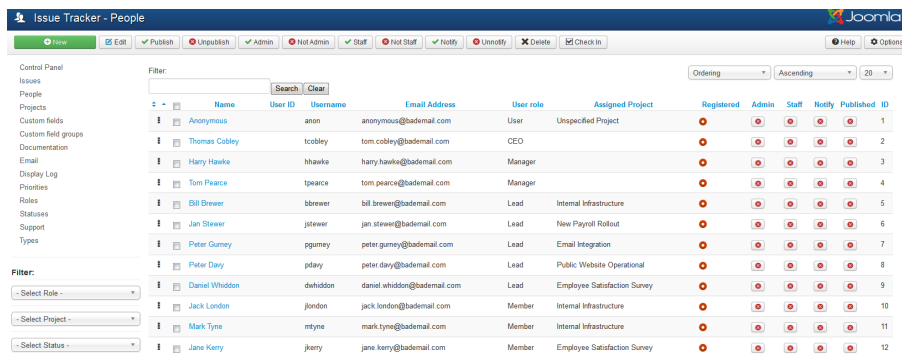 Issue Tracker - People
Joomla
New Edit Publish Unpublish Admin Not Admin Staff Not Staff Notify Unnotify Delete Check In Help Options
Control Panel
Issues
People
Projects
Custom fields
Custom field groups
Documentation
Email
Display Log
Priorities
Roles
Statuses
Support
Types
Filter:
- Select Role -
- Select Project -
- Select Status -
Filter:
Search Clear
Ordering Ascending 20
Name User ID Username Email Address User role Assigned Project Registered Admin Staff Notify Published ID
Anonymous anon anonymous@bademail.com User Unspecified Project 1
Thomas Cobley tcobley tom.cobley@bademail.com CEO 2
Harry Hawke hhawke harry.hawke@bademail.com Manager 3
Tom Pearce tpearce tom.pearce@bademail.com Manager 4
Bill Brewer bbrewer bill.brewer@bademail.com Lead Internal Infrastructure 5
Jan Stewer jstewer jan.stewer@bademail.com Lead New Payroll Rollout 6
Peter Gurney pgurney peter.gurney@bademail.com Lead Email Integration 7
Peter Davy pdavy peter.davy@bademail.com Lead Public Website Operational 8
Daniel Whiddon dwhiddon daniel.whiddon@bademail.com Lead Employee Satisfaction Survey 9
Jack London jlondon jack.london@bademail.com Member Internal Infrastructure 10
Mark Tyne mtyne mark.tyne@bademail.com Member Internal Infrastructure 11
Jane Kerry jkerry jane.kerry@bademail.com Member Employee Satisfaction Survey 12